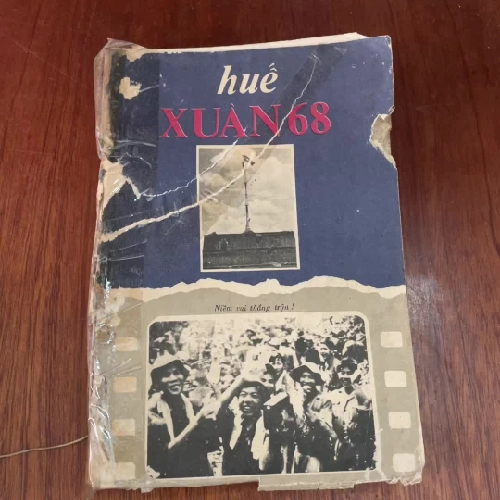 huế
XUÂN 68
Niềm vui thắng trận !